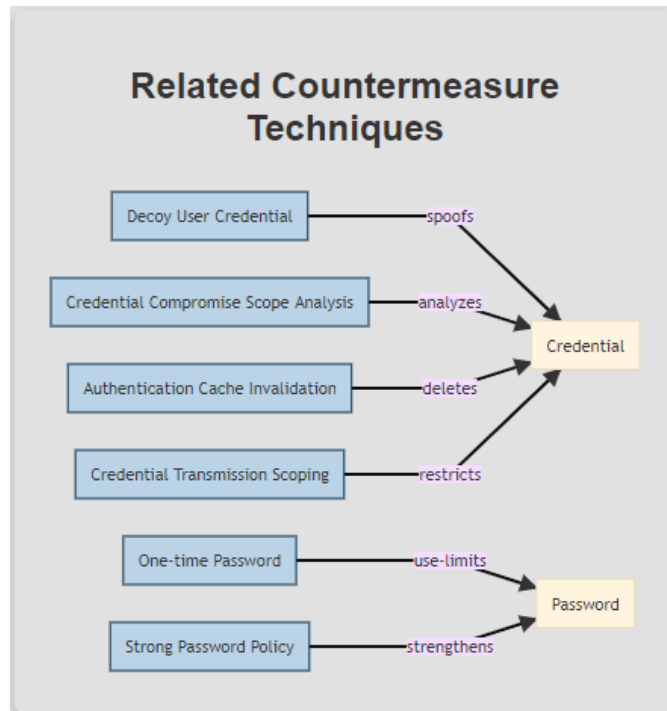 Related Countermeasure
Techniques
Decoy User Credential
spoofs
Credential Compromise Scope Analysis
analyzes
Credential
Authentication Cache Invalidation
deletes
Credential Transmission Scoping
restricts
One-time Password
use-limits
Password
Strong Password Policy
strengthens